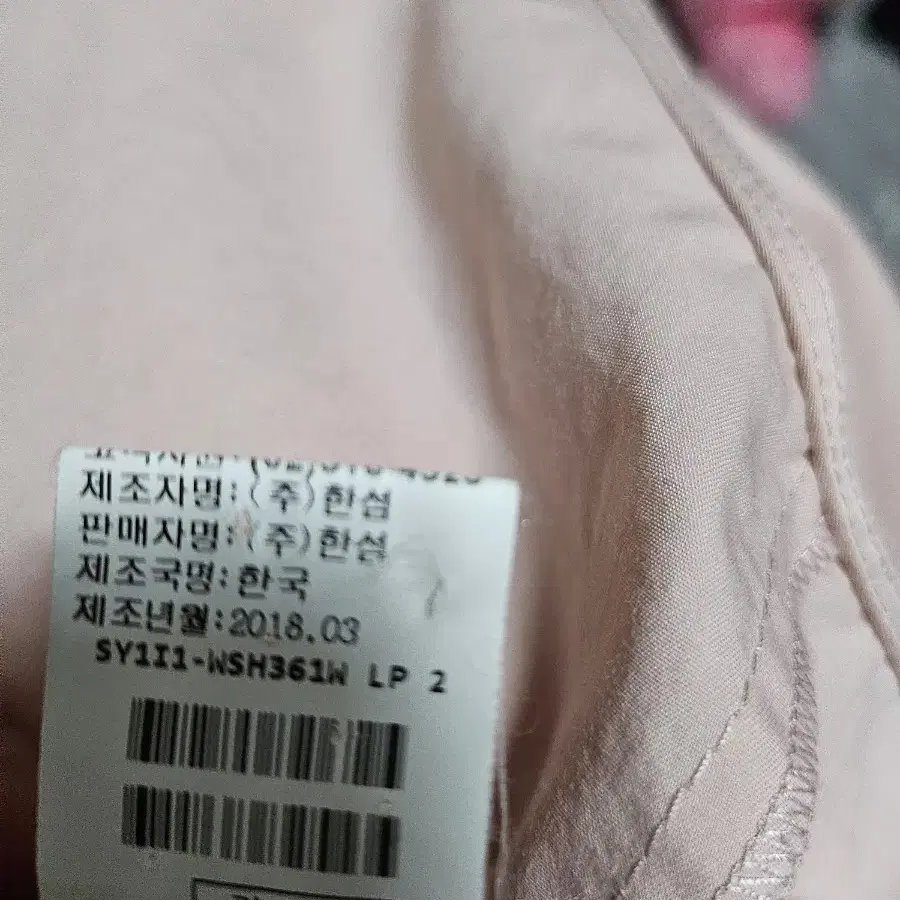 제조자명:(주)한섬
판매자명:(주)한섬
제조국명:한국
제조년월:2018.03
SY1I1-WSH361W LP 2